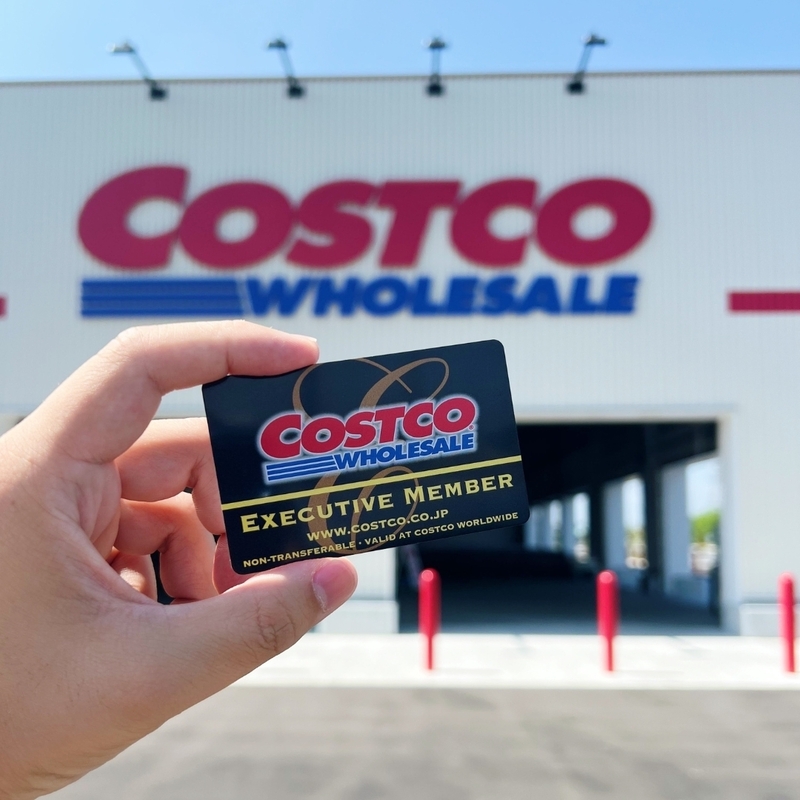 COSTCO
WHOLESALE
COSTCO
WHOLESALE
EXECUTIVE MEMBER
WWW.COSTCO.CO.JP
NON-TRANSFERABLE • VALID AT COSTCO WORLDWIDE